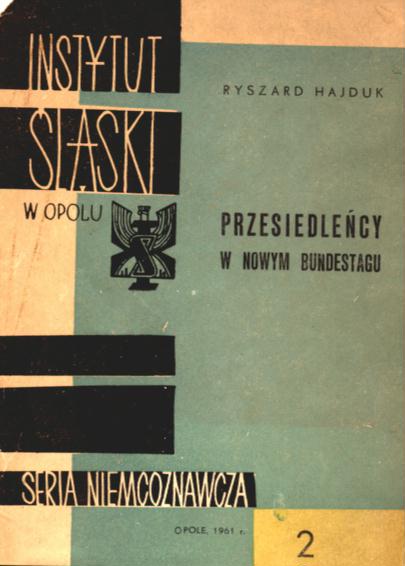 INSTYTUT
ŚLĄSKI
W OPOLU
RYSZARD HAJDUK
PRZESIEDLEŃCY
W NOWYM BUNDESTAGU
SERIA NIEMCOZNAWCZA
OPOLE, 1961 r.
2